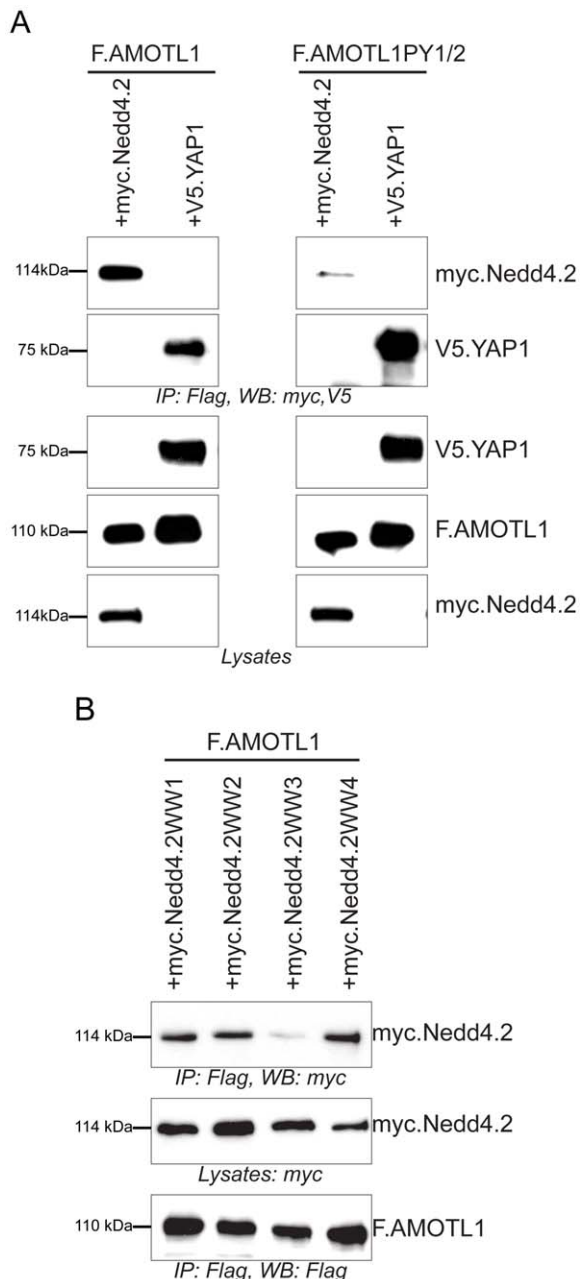 A
F.AMOTL1 F.AMOTL1PY1/2
+myc.Nedd4.2 +V5.YAP1 +myc.Nedd4.2 +V5.YAP1
114kDa myc.Nedd4.2
75 kDa V5.YAP1
IP: Flag, WB: myc,V5
75 kDa V5.YAP1
110 kDa F.AMOTL1
114kDa myc.Nedd4.2
Lysates
B
F.AMOTL1
+myc.Nedd4.2WW1 +myc.Nedd4.2WW2 +myc.Nedd4.2WW3 +myc.Nedd4.2WW4
114 kDa myc.Nedd4.2
IP: Flag, WB: myc
114 kDa myc.Nedd4.2
Lysates: myc
110 kDa F.AMOTL1
IP: Flag, WB: Flag